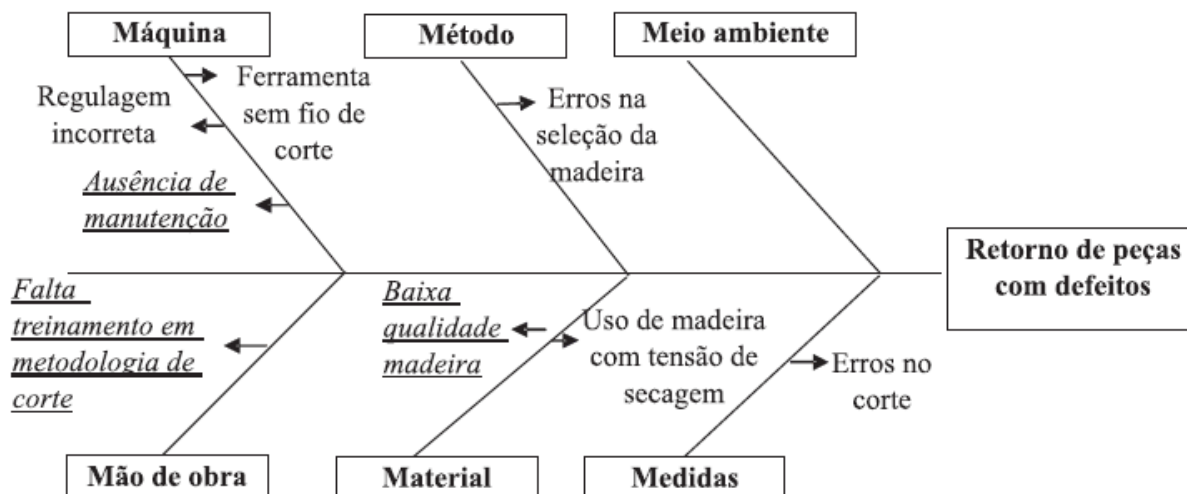 Máquina
Método
Meio ambiente
Ferramenta
sem fio de
corte
Regulagem
incorreta
Ausência de
manutenção
Erros na
seleção da
madeira
Retorno de peças
com defeitos
Falta
treinamento em
metodologia de
corte
Baixa
qualidade
madeira
Uso de madeira
com tensão de
secagem
Erros no
corte
Mão de obra
Material
Medidas